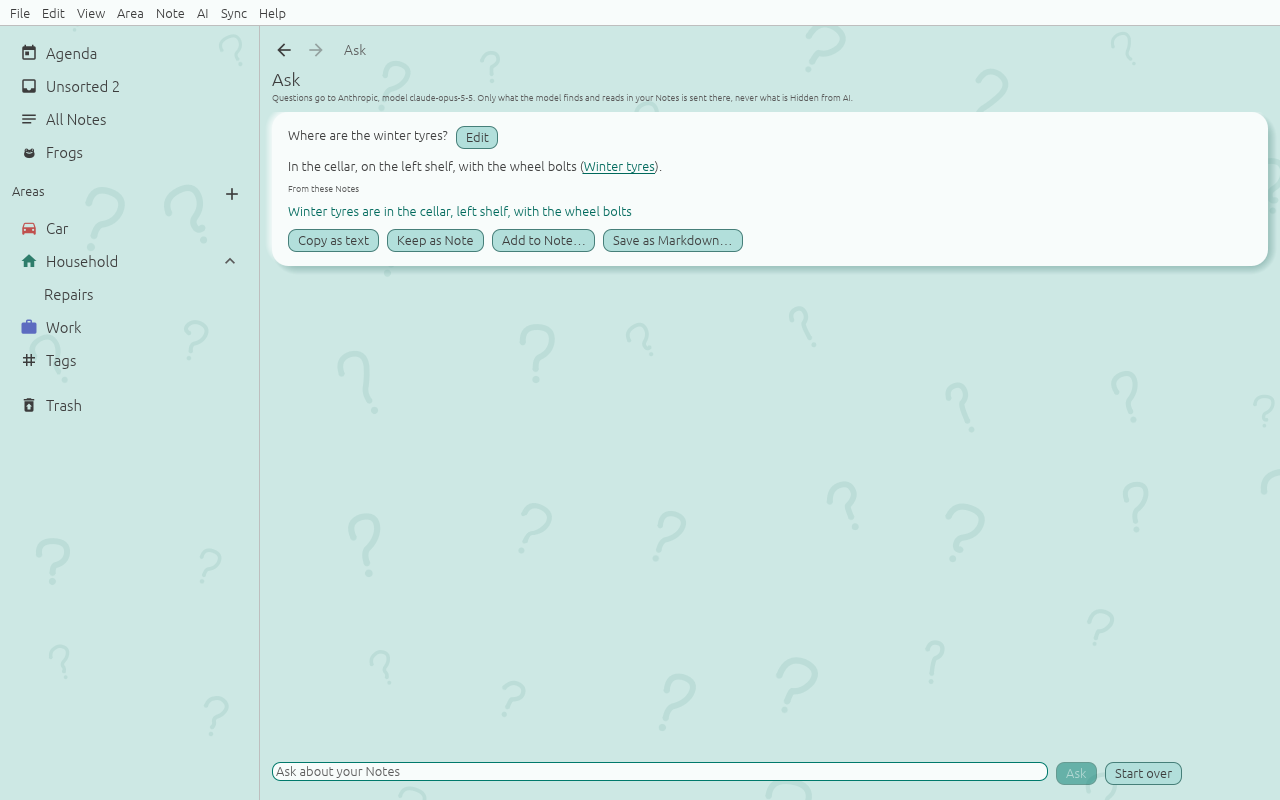 File Edit View Area Note AI Sync Help
Agenda
Unsorted 2
All Notes
Frogs
Areas
Car
Household
Repairs
Work
Tags
Trash
Ask
Ask
Questions go to Anthropic, model claude-opus-5-5. Only what the model finds and reads in your Notes is sent there, never what is Hidden from AI.
Where are the winter tyres? Edit
In the cellar, on the left shelf, with the wheel bolts (Winter tyres).
From these Notes
Winter tyres are in the cellar, left shelf, with the wheel bolts
Copy as text Keep as Note Add to Note… Save as Markdown…
Ask about your Notes Ask Start over